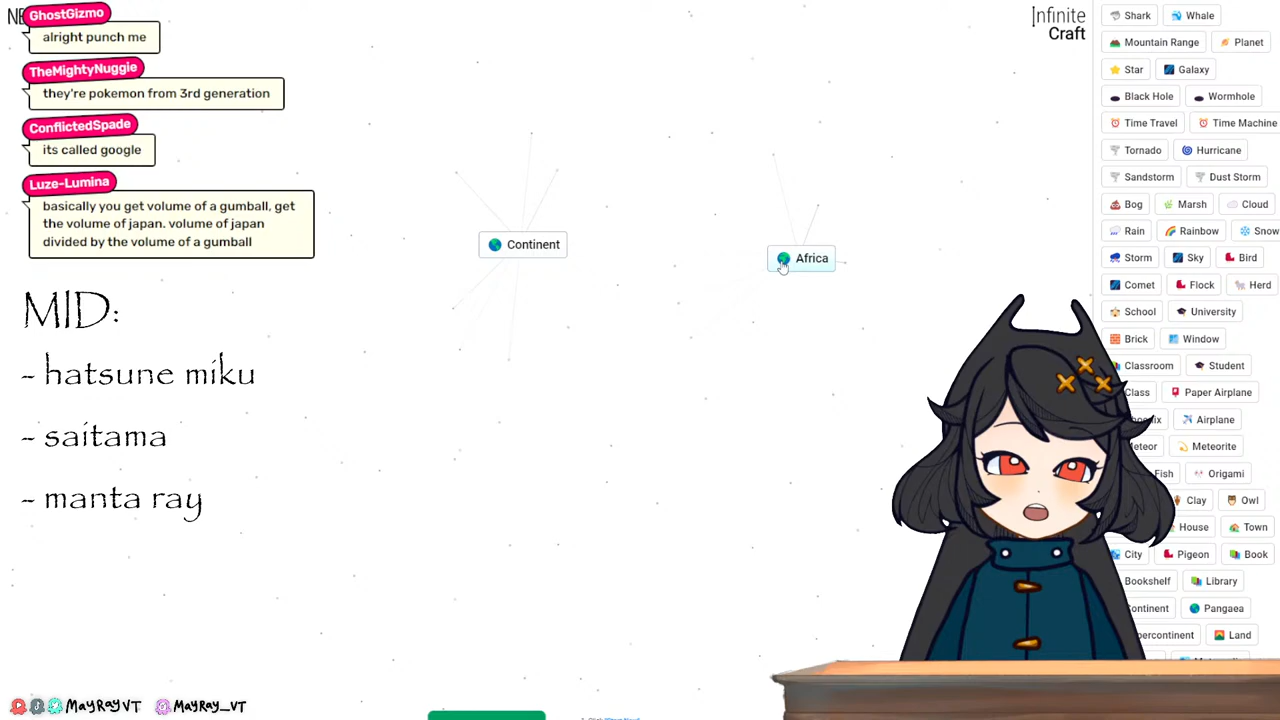 NE
GhostGizmo
alright punch me
TheMightyNuggie
they're pokemon from 3rd generation
ConflictedSpade
its called google
Luze-Lumina
basically you get volume of a gumball, get
the volume of japan. volume of japan
divided by the volume of a gumball
MID:
- hatsune miku
- saitama
- manta ray
MayRayVT MayRay_VT
Continent
Africa
Infinite
Craft
Shark Whale
Mountain Range Planet
Star Galaxy
Black Hole Wormhole
Time Travel Time Machine
Tornado Hurricane
Sandstorm Dust Storm
Bog Marsh Cloud
Rain Rainbow Snow
Storm Sky Bird
Comet Flock Herd
School University
Brick Window
Classroom Student
Class Paper Airplane
Airplane
Meteorite
Fish Origami
Clay Owl
House Town
City Pigeon Book
Bookshelf Library
Continent Pangaea
Land